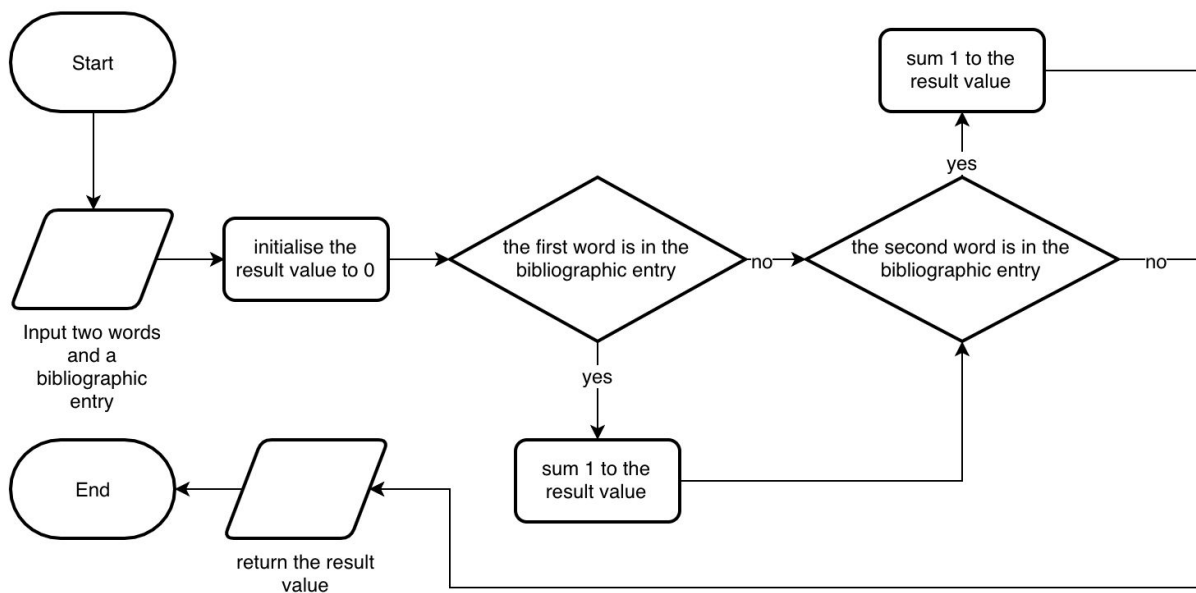 Start
Input two words
and a
bibliographic
entry
initialise the
result value to 0
the first word is in the
bibliographic entry
no
yes
sum 1 to the
result value
the second word is in the
bibliographic entry
yes
sum 1 to the
result value
no
return the result
value
End